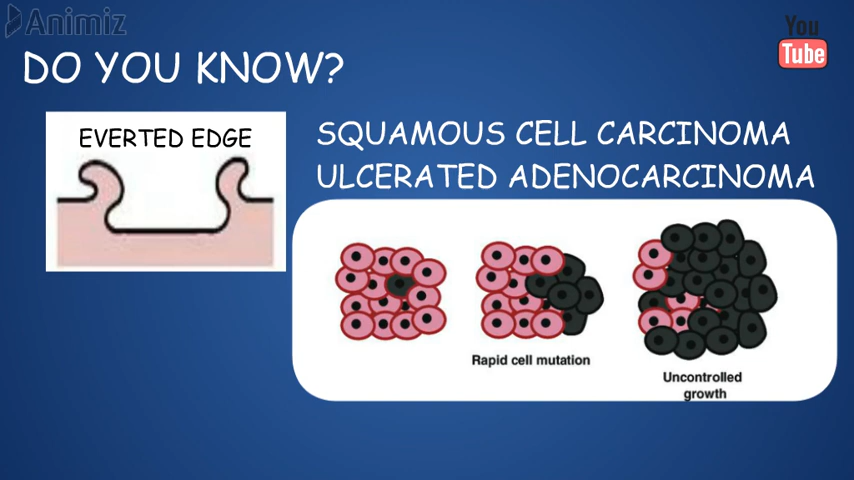 Animiz
You
Tube
DO YOU KNOW?
EVERTED EDGE
SQUAMOUS CELL CARCINOMA
ULCERATED ADENOCARCINOMA
Rapid cell mutation
Uncontrolled
growth